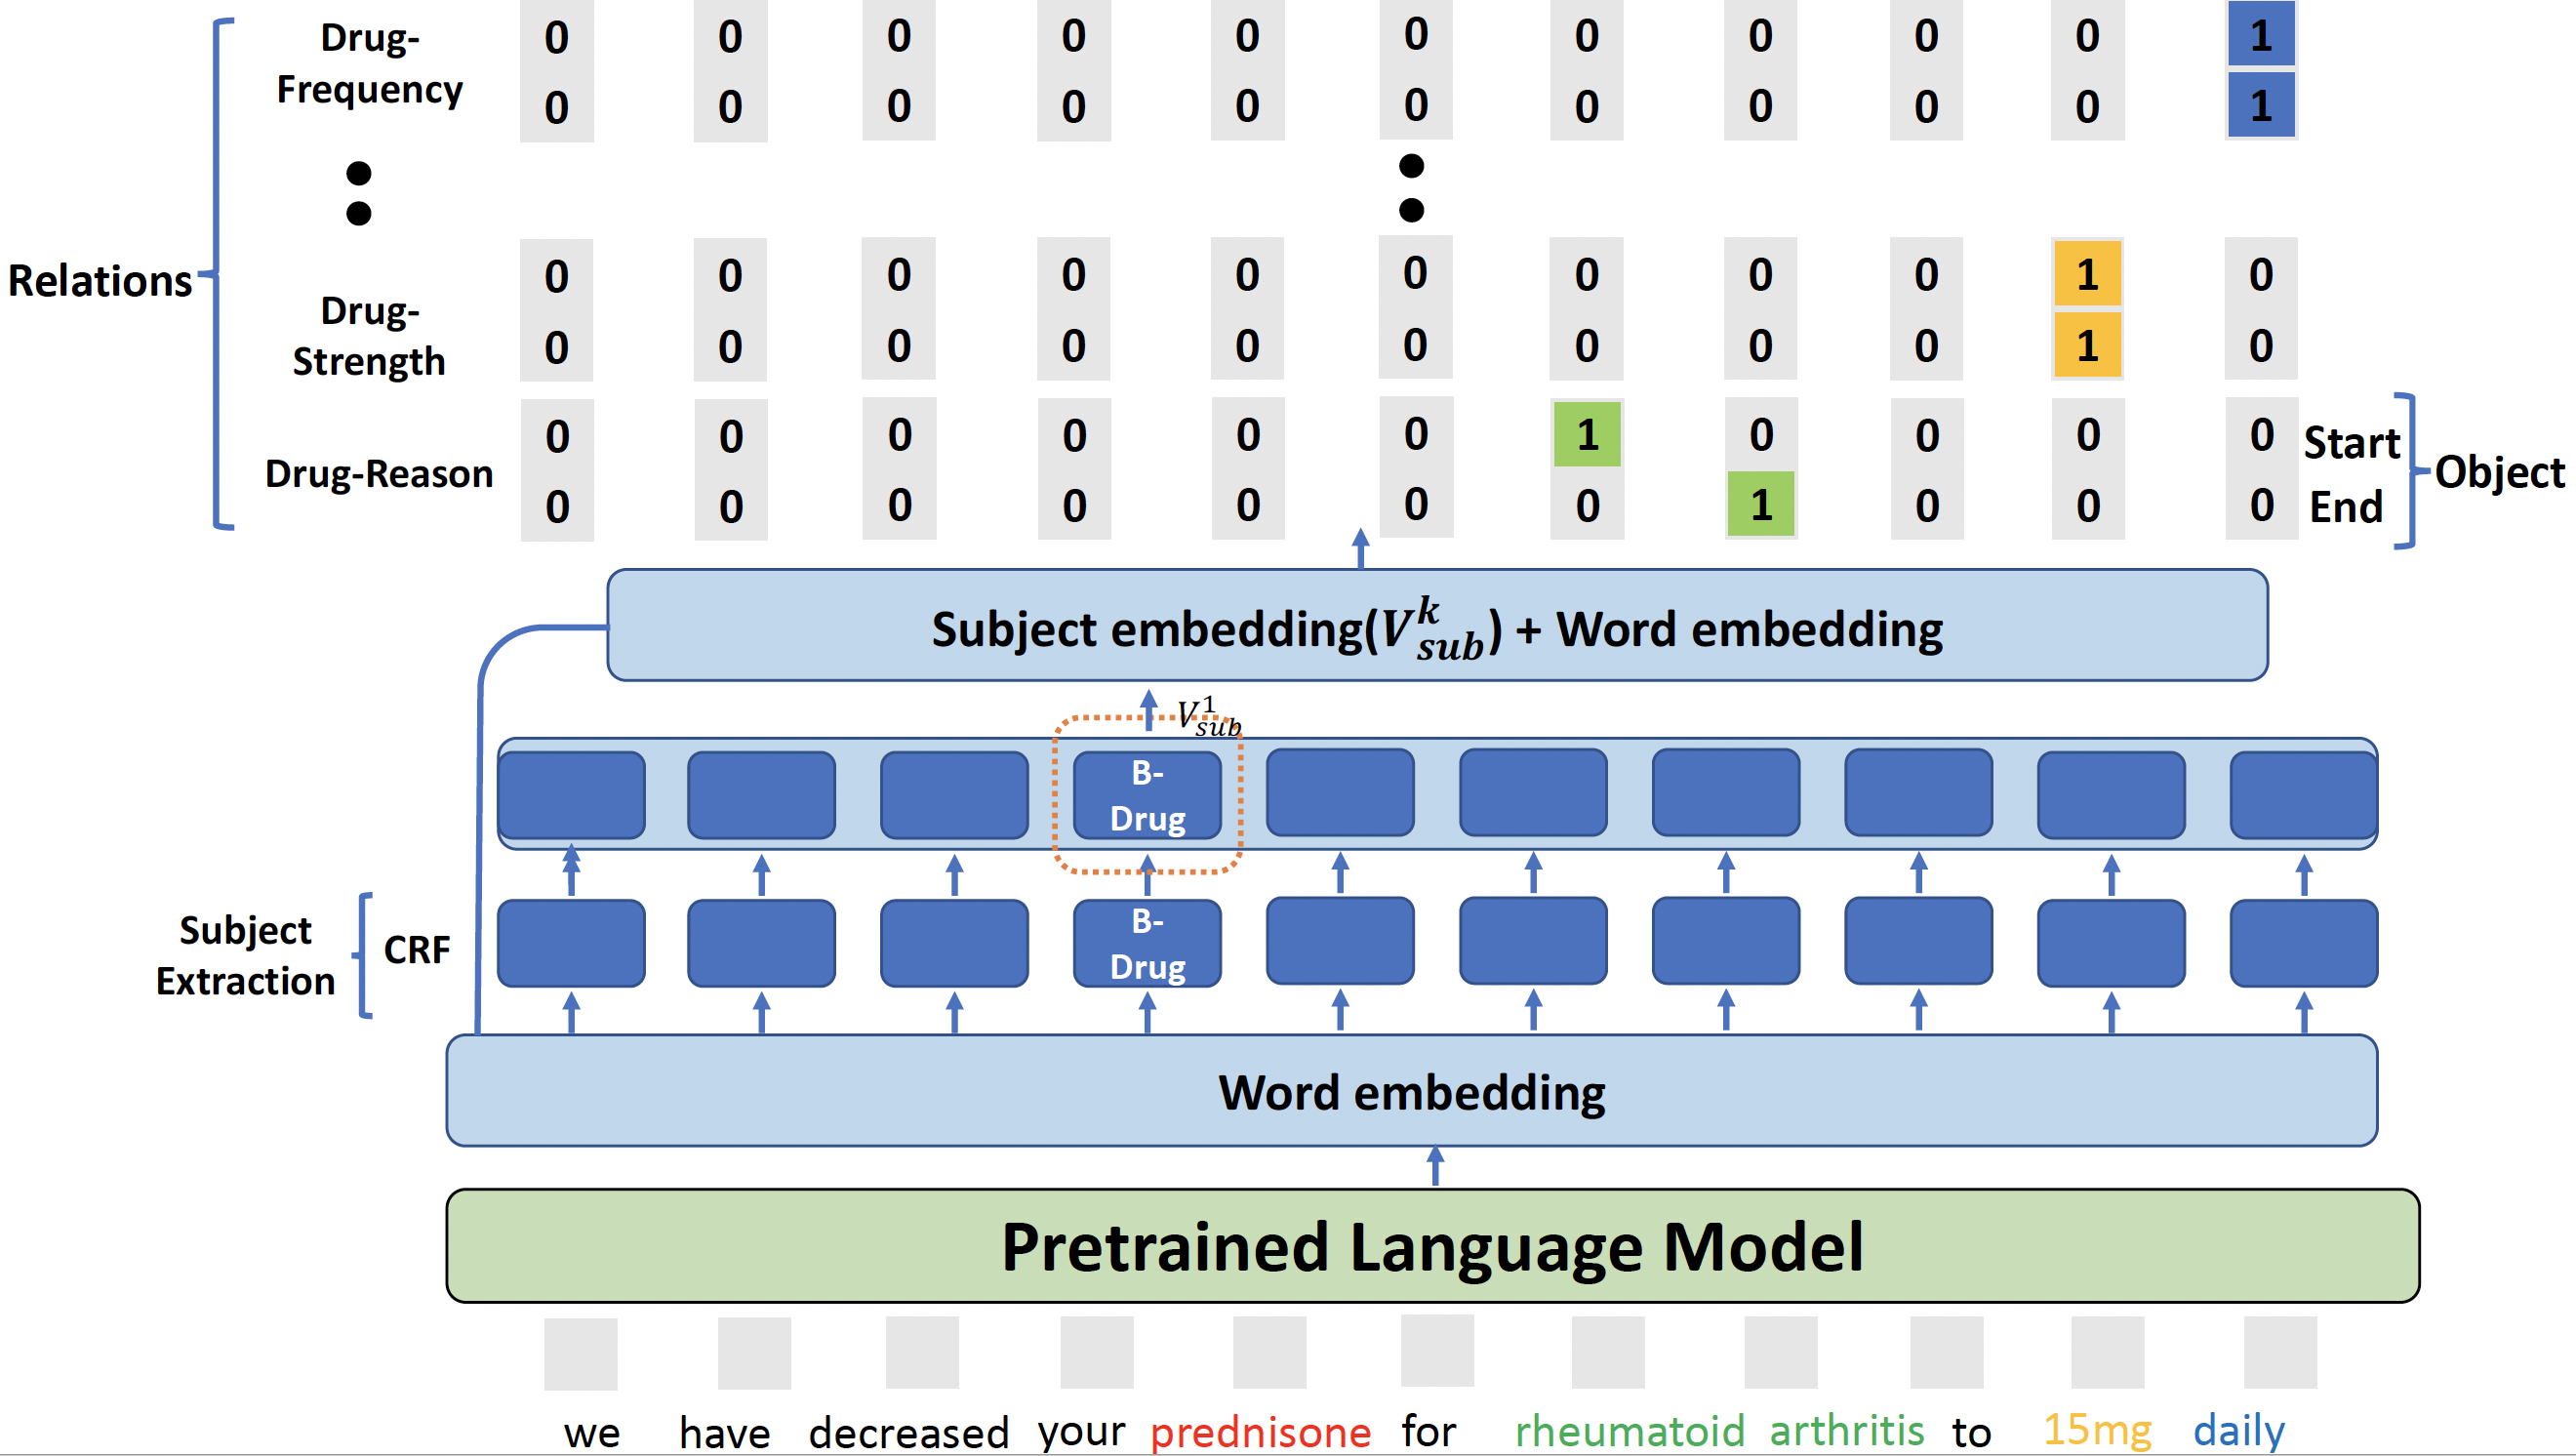 Drug-
Frequency
0 0 0 0 0 0 0 0 0 0 1
0 0 0 0 0 0 0 0 0 0 1
Relations
Drug-
Strength
0 0 0 0 0 0 0 0 0 1 0
0 0 0 0 0 0 0 0 0 1 0
Drug-Reason
0 0 0 0 0 0 1 0 0 0 0
0 0 0 0 0 0 0 1 0 0 0
Start
End
Object
Subject embedding(V_{sub}^{k}) + Word embedding
V_{sub}^{1}
B-
Drug
Subject
Extraction
CRF
B-
Drug
Word embedding
Pretrained Language Model
we have decreased your prednisone for rheumatoid arthritis to 15mg daily